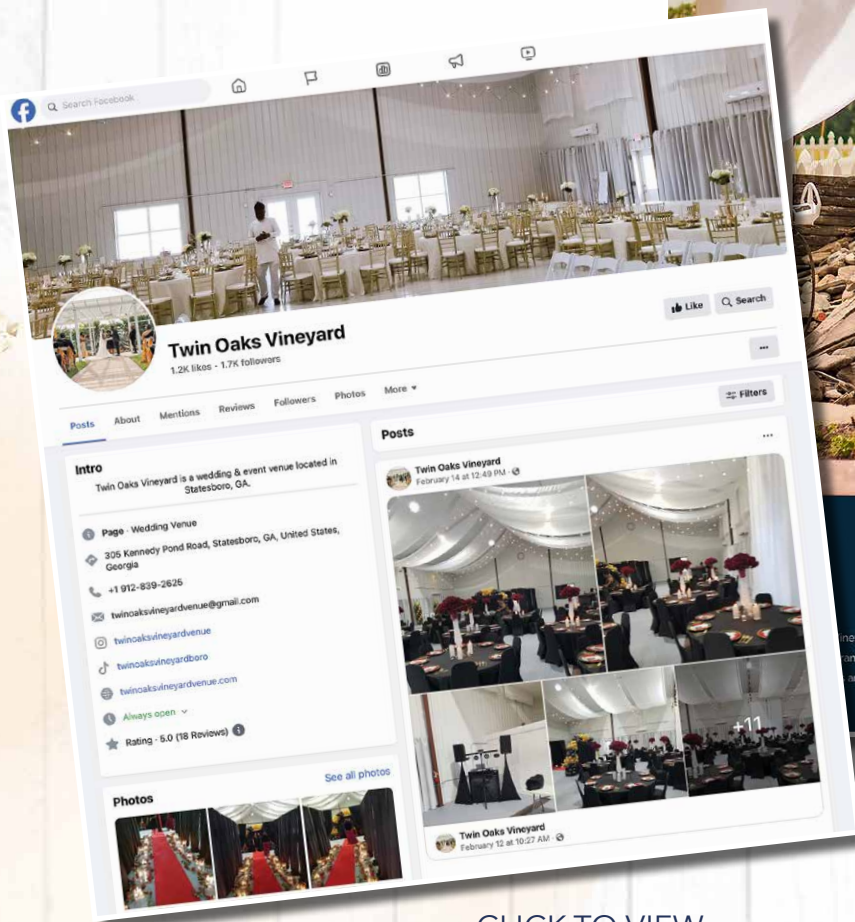 Search Facebook
Twin Oaks Vineyard
1.2K likes • 1.7K followers
Like
Search
Posts
About
Mentions
Reviews
Followers
Photos
More
Intro
Twin Oaks Vineyard is a wedding & event venue located in
Statesboro, GA.
Page · Wedding Venue
305 Kennedy Pond Road, Statesboro, GA, United States,
Georgia
+1 912-839-2625
twinoaksvineyardvenue@gmail.com
twinoaksvineyardvenue
twinoaksvineyardboro
twinoaksvineyardvenue.com
Always open
Rating · 5.0 (18 Reviews)
Photos
See all photos
Posts
Filters
Twin Oaks Vineyard
February 14 at 12:49 PM
+11
Twin Oaks Vineyard
February 12 at 10:27 AM
CLICK TO VIEW